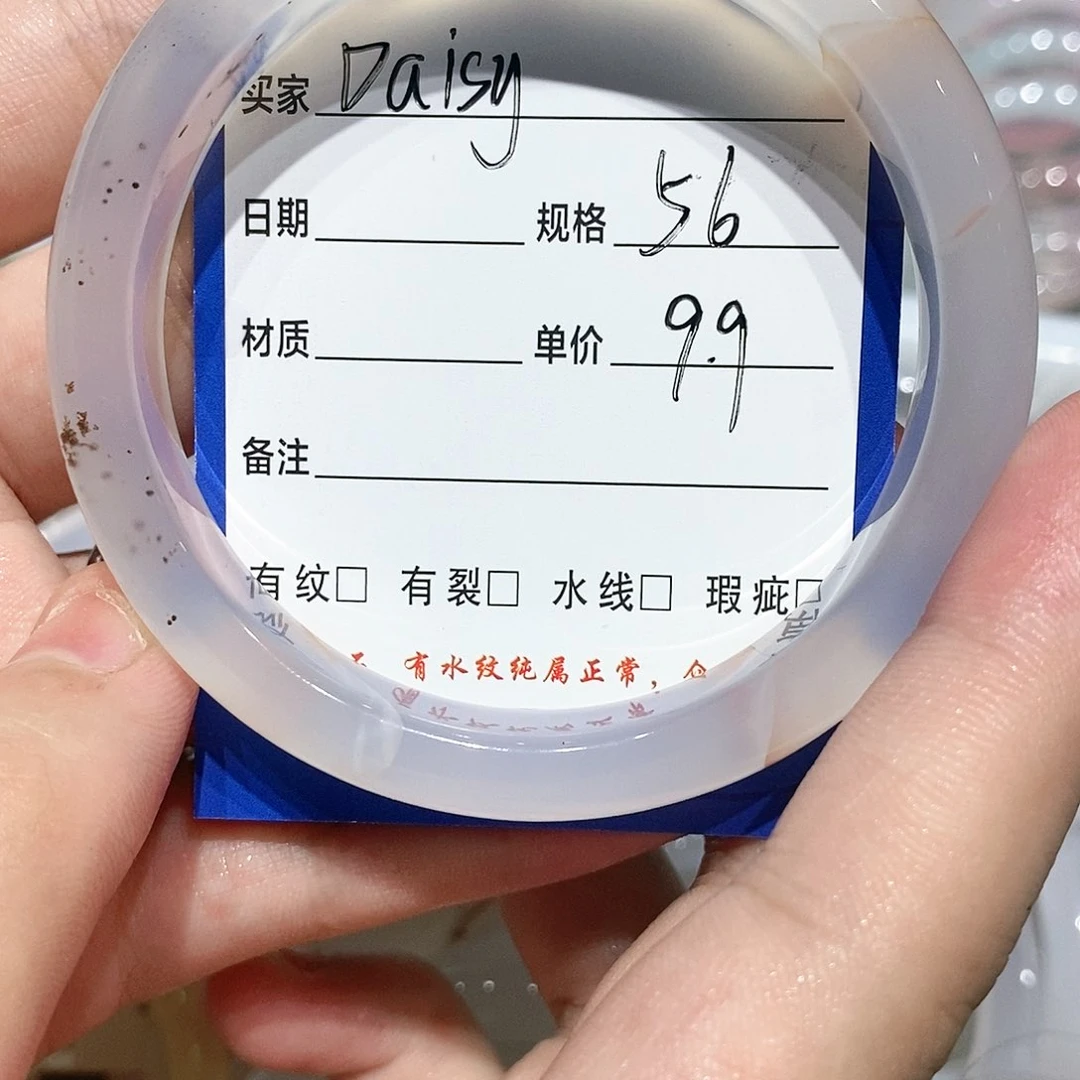 买家 Daisy
日期 规格 56
材质 单价 9.9
备注
有纹□ 有裂□ 水线□ 瑕疵□
有水纹纯属正常，